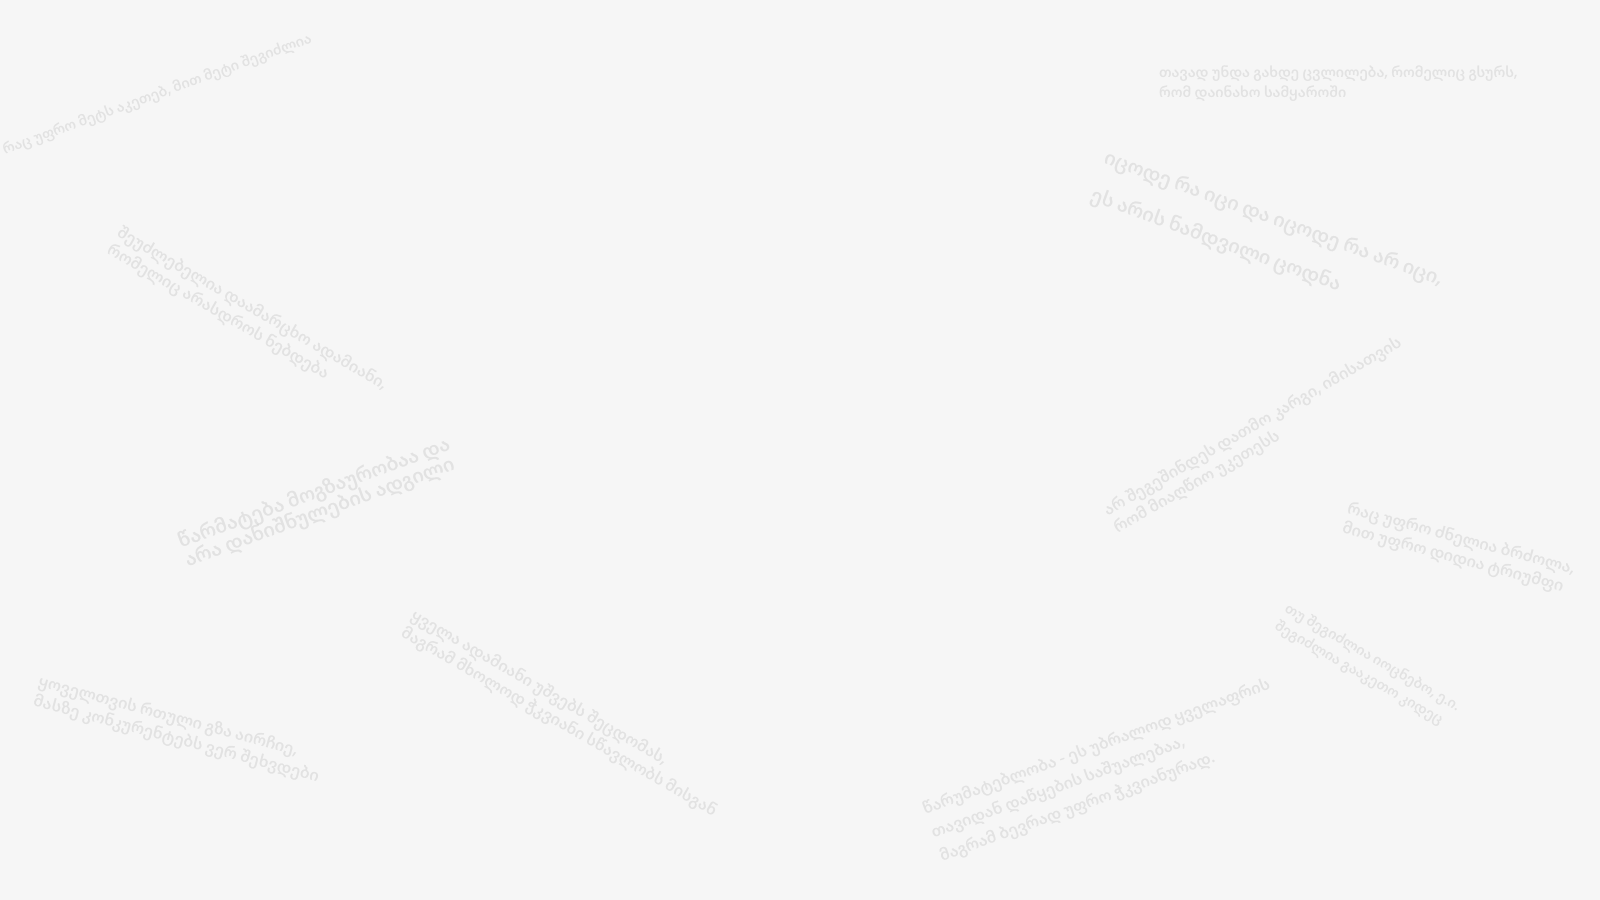 რაც უფრო მეტს აკეთებ, მით მეტი შეგიძლია
თავად უნდა გახდე ცვლილება, რომელიც გსურს,
რომ დაინახო სამყაროში
იცოდე რა იცი და იცოდე რა არ იცი,
ეს არის ნამდვილი ცოდნა
შეუძლებელია დაამარცხო ადამიანი,
რომელიც არასდროს ნებდება
არ შეგეშინდეს დათმო კარგი, იმისათვის
რომ მიაღწიო უკეთესს
წარმატება მოგზაურობაა და
არა დანიშნულების ადგილი
რაც უფრო ძნელია ბრძოლა,
მით უფრო დიდია ტრიუმფი
თუ შეგიძლია იოცნებო, ე.ი.
შეგიძლია გააკეთო კიდეც
ყველა ადამიანი უშვებს შეცდომას,
მაგრამ მხოლოდ ჭკვიანი სწავლობს მისგან
ყოველთვის რთული გზა აირჩიე,
მასზე კონკურენტებს ვერ შეხვდები
წარუმატებლობა - ეს უბრალოდ ყველაფრის
თავიდან დაწყების საშუალებაა,
მაგრამ ბევრად უფრო ჭკვიანურად.